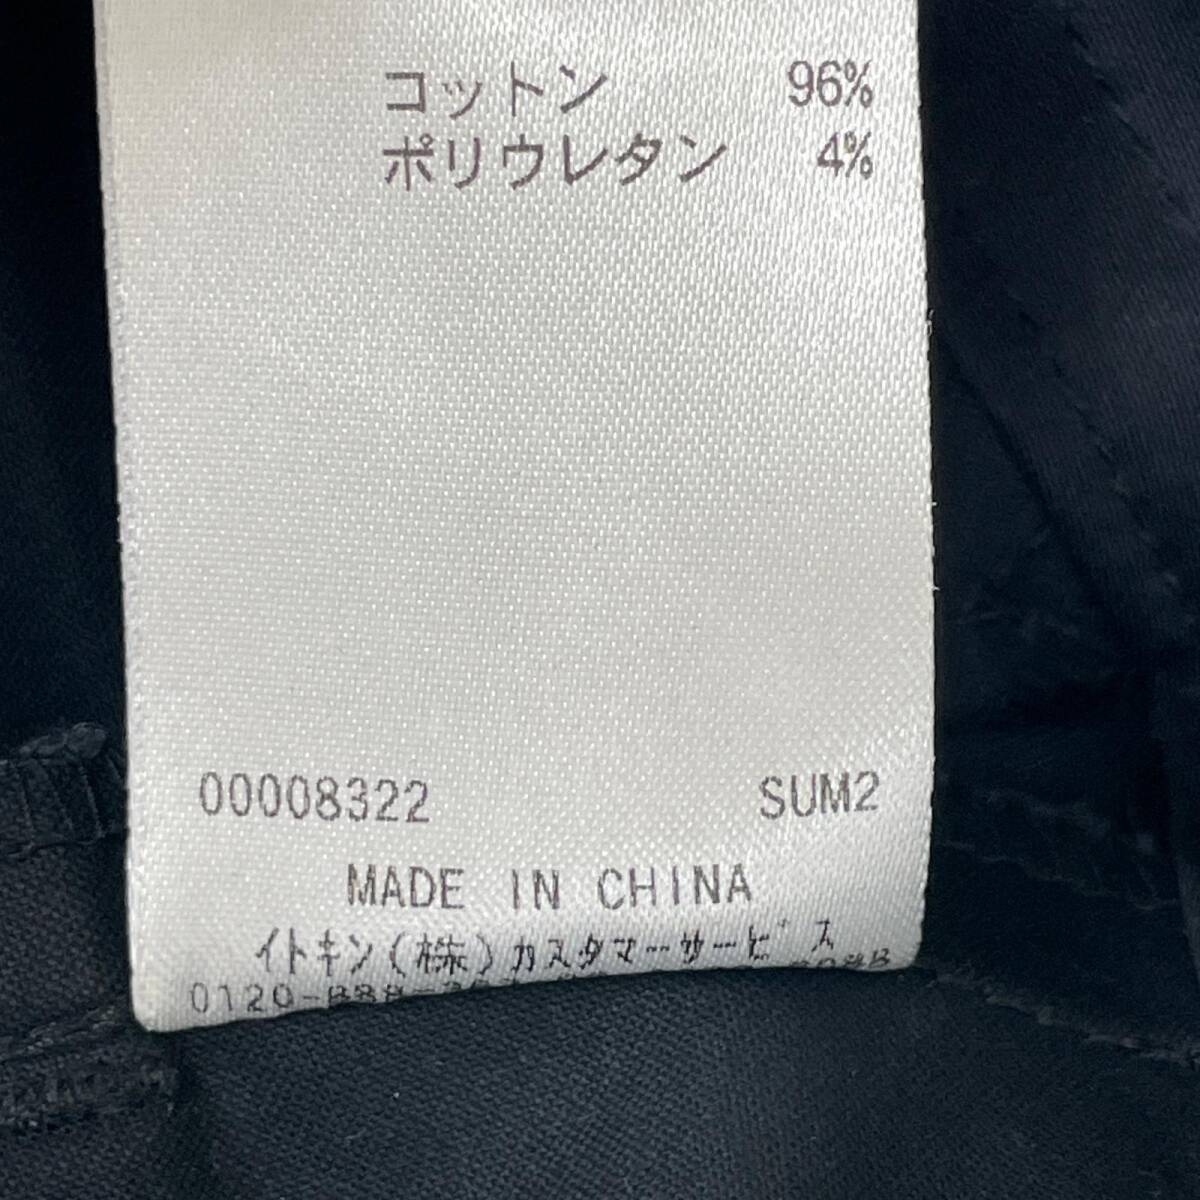 コットン 96%
ポリウレタン 4%
00008322 SUM2
MADE IN CHINA
イトキン(株)カスタマーサービス